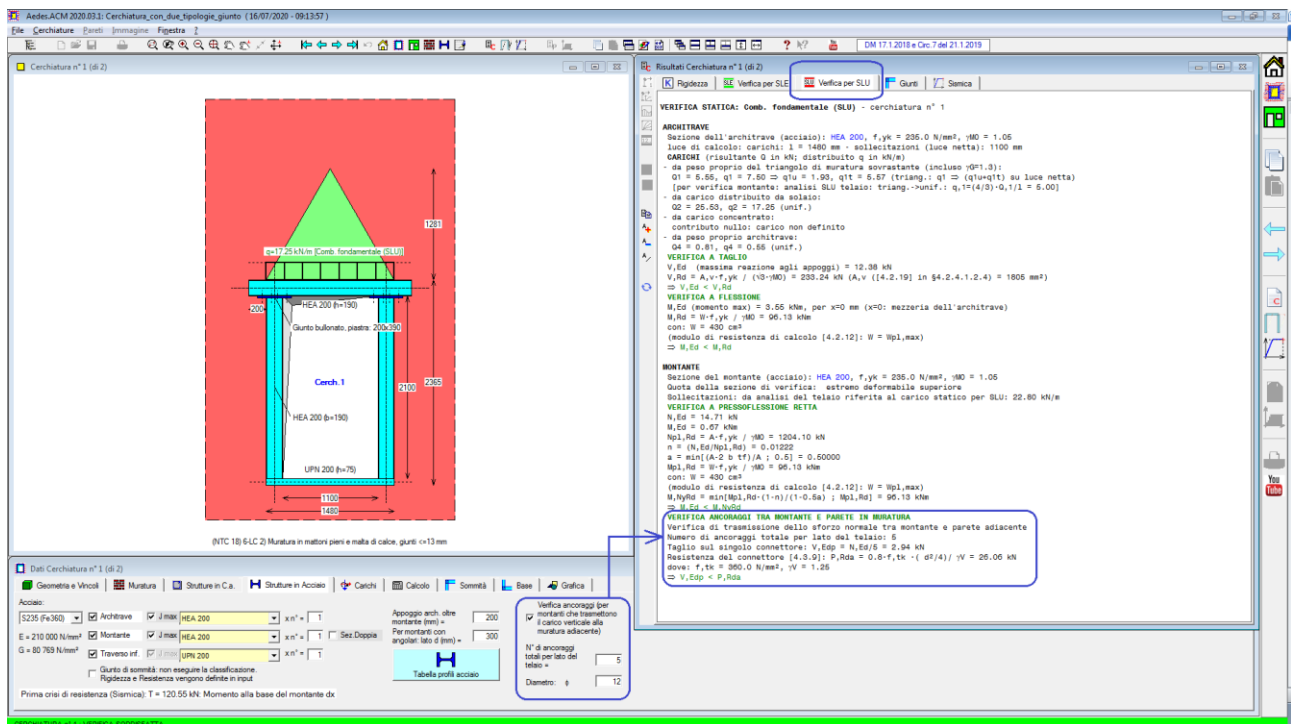 Aedes.ACM 2020.03.1: Cerchiatura_con_due_tipologie_giunto (16/07/2020 - 09:13:57)
File Cerchiature Pareti Immagine Finestra ?
DM 17.1.2018 e Circ.7 del 21.1.2019
Cerchiatura n° 1 (di 2)
1281
q=17.25 kN/m [Comb. fondamentale (SLU)]
HEA 200 (h=190)
200
Giunto bullonato, piastra: 200x390
Cerch.1
2100
2365
HEA 200 (b=190)
UPN 200 (h=75)
1100
1480
(NTC 18) 6-LC 2) Muratura in mattoni pieni e malta di calce, giunti <=13 mm
Risultati Cerchiatura n° 1 (di 2)
K Rigidezza
SLE Verifica per SLE
SLU Verifica per SLU
Giunti
Sismica
VERIFICA STATICA: Comb. fondamentale (SLU) - cerchiatura n° 1
ARCHITRAVE
Sezione dell'architrave (acciaio): HEA 200, f,yk = 235.0 N/mm², γM0 = 1.05
luce di calcolo: carichi: l = 1480 mm - sollecitazioni (luce netta): 1100 mm
CARICHI (risultante Q in kN; distribuito q in kN/m)
- da peso proprio del triangolo di muratura sovrastante (incluso γG=1.3):
Q1 = 5.55, q1 = 7.50 ⇒ q1u = 1.93, q1t = 5.57 (triang.: q1 ⇒ (q1u+q1t) su luce netta)
[per verifica montante: analisi SLU telaio: triang.->unif.: q,1=(4/3)·Q,1/l = 5.00]
- da carico distribuito da solaio:
Q2 = 25.53, q2 = 17.25 (unif.)
- da carico concentrato:
contributo nullo: carico non definito
- da peso proprio architrave:
Q4 = 0.81, q4 = 0.55 (unif.)
VERIFICA A TAGLIO
V,Ed (massima reazione agli appoggi) = 12.36 kN
V,Rd = A,v·f,yk / (√3·γM0) = 233.24 kN (A,v ([4.2.19] in §4.2.4.1.2.4) = 1805 mm²)
⇒ V,Ed < V,Rd
VERIFICA A FLESSIONE
M,Ed (momento max) = 3.55 kNm, per x=0 mm (x=0: mezzeria dell'architrave)
M,Rd = W·f,yk / γM0 = 96.13 kNm
con: W = 430 cm³
(modulo di resistenza di calcolo [4.2.12]: W = Wpl,max)
⇒ M,Ed < M,Rd
MONTANTE
Sezione del montante (acciaio): HEA 200, f,yk = 235.0 N/mm², γM0 = 1.05
Quota della sezione di verifica: estremo deformabile superiore
Sollecitazioni: da analisi del telaio riferita al carico statico per SLU: 22.80 kN/m
VERIFICA A PRESSOFLESSIONE RETTA
N,Ed = 14.71 kN
M,Ed = 0.67 kNm
Npl,Rd = A·f,yk / γM0 = 1204.10 kN
n = (N,Ed/Npl,Rd) = 0.01222
a = min[(A-2 b tf)/A ; 0.5] = 0.50000
Mpl,Rd = W·f,yk / γM0 = 96.13 kNm
con: W = 430 cm³
(modulo di resistenza di calcolo [4.2.12]: W = Wpl,max)
M,NyRd = min[Mpl,Rd·(1-n)/(1-0.5a) ; Mpl,Rd] = 96.13 kNm
⇒ M,Ed < M,NyRd
VERIFICA ANCORAGGI TRA MONTANTE E PARETE IN MURATURA
Verifica di trasmissione dello sforzo normale tra montante e parete adiacente
Numero di ancoraggi totale per lato del telaio: 5
Taglio sul singolo connettore: V,Edp = N,Ed/5 = 2.94 kN
Resistenza del connettore [4.3.9]: P,Rda = 0.8·f,tk ·( d²/4)/ γV = 26.06 kN
dove: f,tk = 360.0 N/mm², γV = 1.25
⇒ V,Edp < P,Rda
You
Tube
Dati Cerchiatura n° 1 (di 2)
Geometria e Vincoli
Muratura
Strutture in C.a.
Strutture in Acciaio
Carichi
Calcolo
Sommità
Base
Grafica
Acciaio:
S235 (Fe360)
Architrave
J max
HEA 200
x n° =
1
E = 210 000 N/mm²
Montante
J max
HEA 200
x n° =
1
Sez.Doppia
G = 80 769 N/mm²
Traverso inf.
J max
UPN 200
x n° =
1
Giunto di sommità: non eseguire la classificazione.
Rigidezza e Resistenza vengono definite in input
Appoggio arch. oltre
montante (mm) =
200
Per montanti con
angolari: lato d (mm) =
300
Tabella profili acciaio
Verifica ancoraggi (per
montanti che trasmettono
il carico verticale alla
muratura adiacente)
N° di ancoraggi
totali per lato del
telaio =
5
Diametro: ϕ
12
Prima crisi di resistenza (Sismica): T = 120.55 kN: Momento alla base del montante dx
CERCHIATURA n° 1 : VERIFICA SODDISFATTA